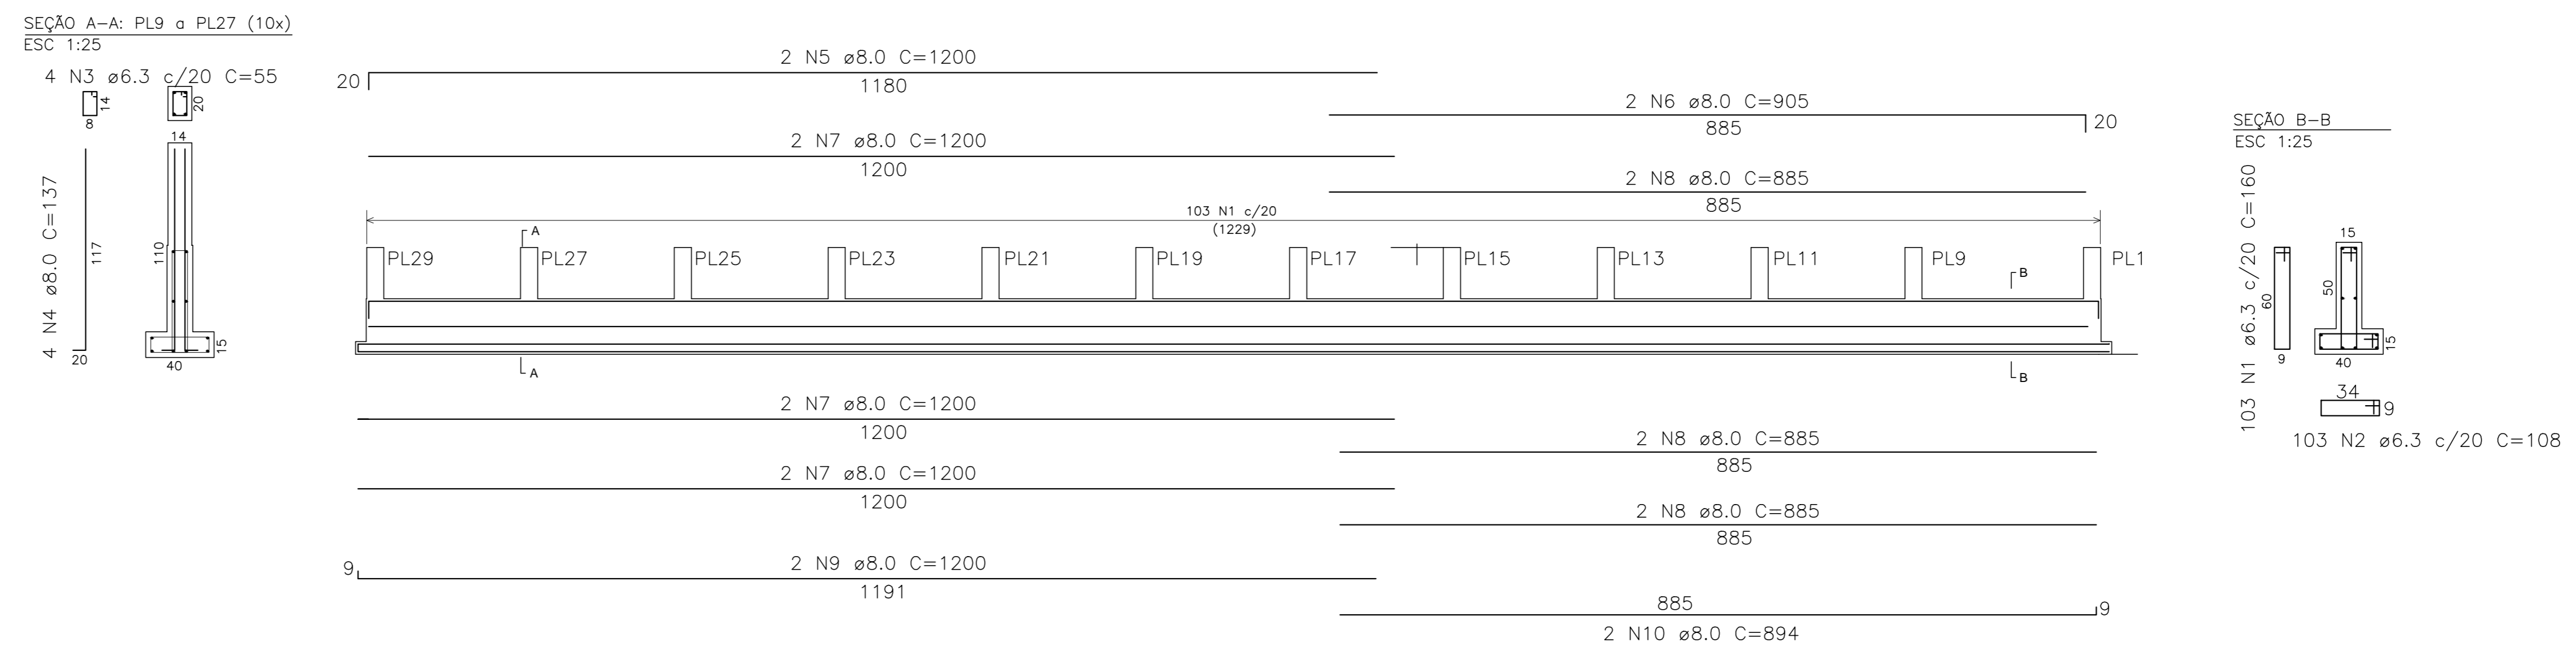 SEÇÃO A-A: PL9 a PL27 (10x)
ESC 1:25
4 N3 ø6.3 c/20 C=55
14
8
20
14
4 N4 ø8.0 C=137
117
20
110
15
40
2 N5 ø8.0 C=1200
20
1180
2 N6 ø8.0 C=905
885
20
2 N7 ø8.0 C=1200
1200
2 N8 ø8.0 C=885
885
103 N1 c/20
(1229)
A
PL29
PL27
PL25
PL23
PL21
PL19
PL17
PL15
PL13
PL11
PL9
PL1
B
A
B
2 N7 ø8.0 C=1200
1200
2 N8 ø8.0 C=885
885
2 N7 ø8.0 C=1200
1200
2 N8 ø8.0 C=885
885
2 N9 ø8.0 C=1200
9
1191
885
9
2 N10 ø8.0 C=894
SEÇÃO B-B
ESC 1:25
103 N1 ø6.3 c/20 C=160
60
9
15
50
15
40
34
9
103 N2 ø6.3 c/20 C=108